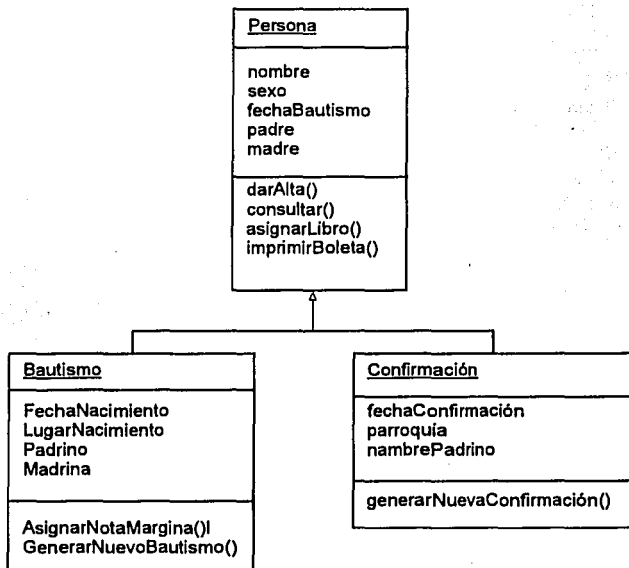 Persona
nombre
sexo
fechaBautismo
padre
madre
darAlta()
consultar()
asignarLibro()
imprimirBoleta()
Bautismo
FechaNacimiento
LugarNacimiento
Padrino
Madrina
AsignarNotaMargina()l
GenerarNuevoBautismo()
Confirmación
fechaConfirmación
parroquía
nambrePadrino
generarNuevaConfirmación()